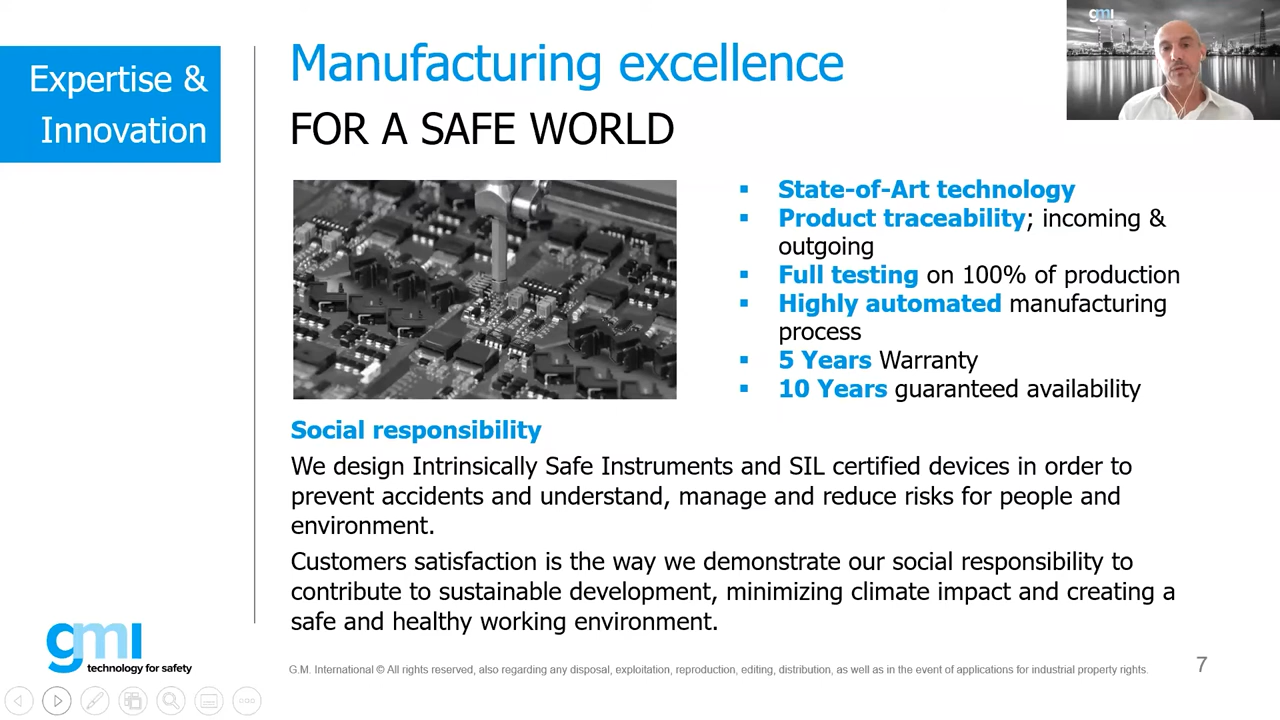 Expertise &
Innovation
Manufacturing excellence
FOR A SAFE WORLD
gmi
▪ State-of-Art technology
▪ Product traceability; incoming &
outgoing
▪ Full testing on 100% of production
▪ Highly automated manufacturing
process
▪ 5 Years Warranty
▪ 10 Years guaranteed availability
Social responsibility
We design Intrinsically Safe Instruments and SIL certified devices in order to
prevent accidents and understand, manage and reduce risks for people and
environment.
Customers satisfaction is the way we demonstrate our social responsibility to
contribute to sustainable development, minimizing climate impact and creating a
safe and healthy working environment.
gmi
technology for safety
G.M. International © All rights reserved, also regarding any disposal, exploitation, reproduction, editing, distribution, as well as in the event of applications for industrial property rights.
7